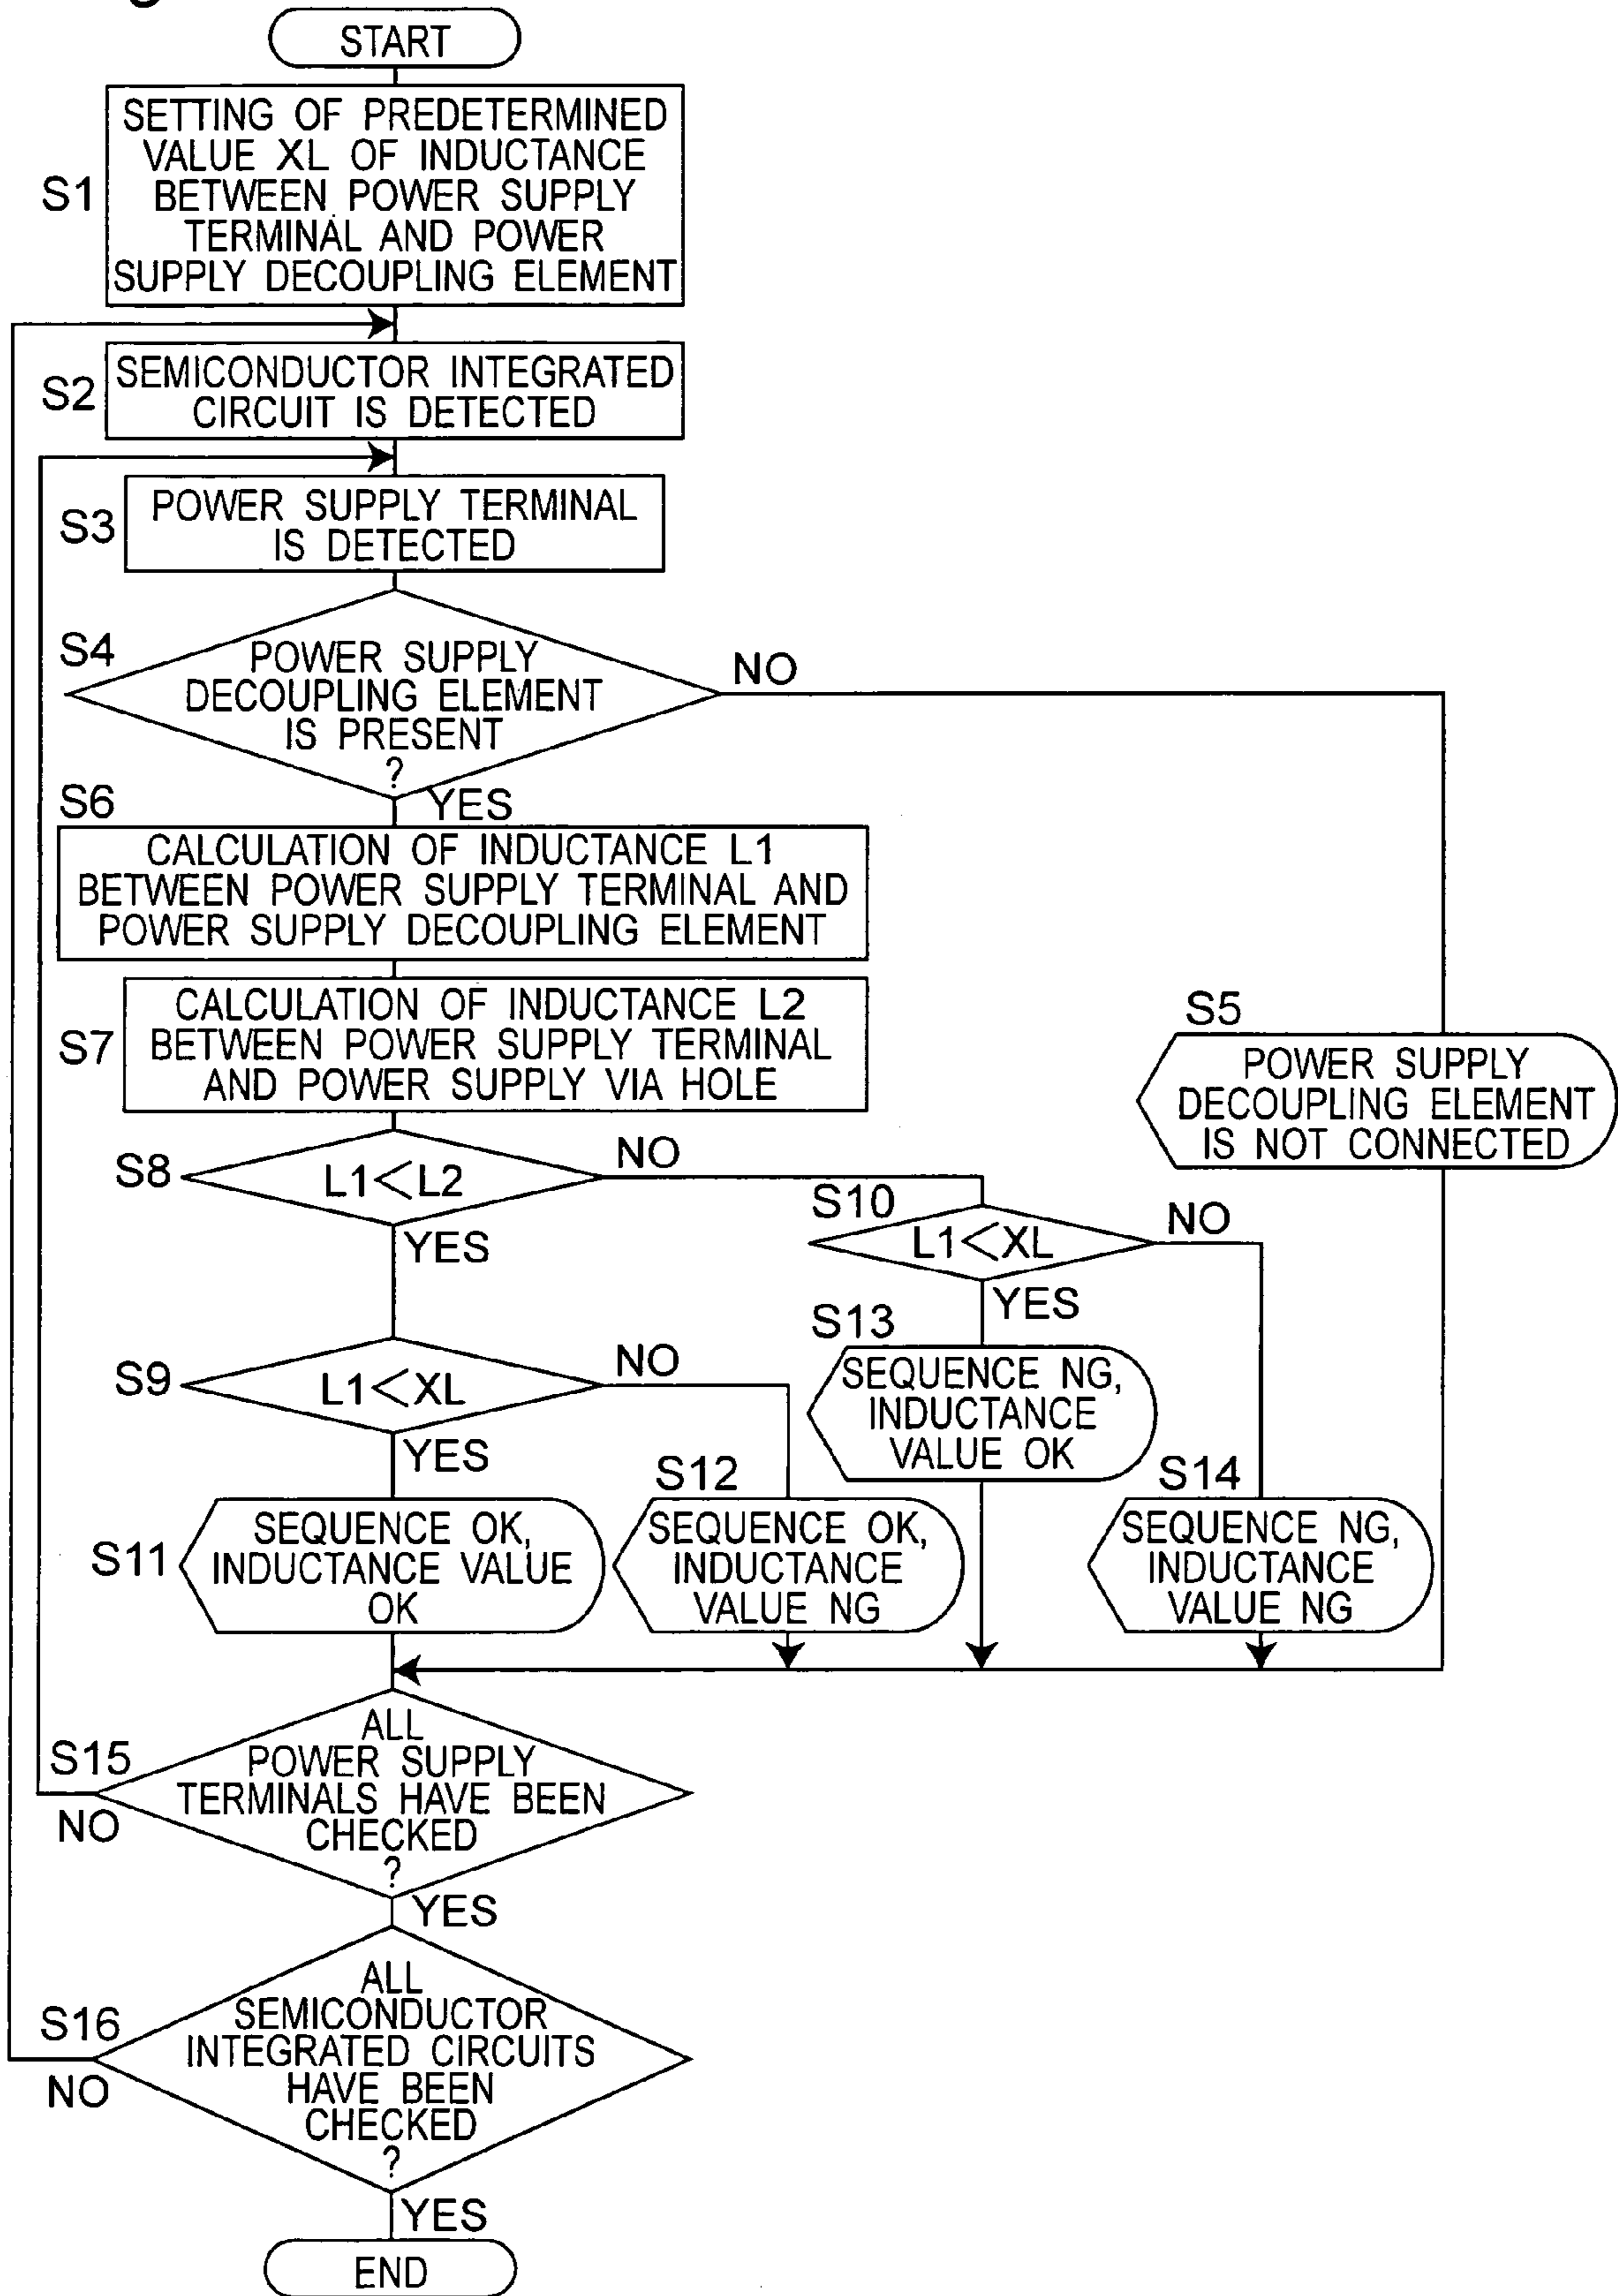 START
S1
SETTING OF PREDETERMINED
VALUE XL OF INDUCTANCE
BETWEEN POWER SUPPLY
TERMINAL AND POWER
SUPPLY DECOUPLING ELEMENT
S2
SEMICONDUCTOR INTEGRATED
CIRCUIT IS DETECTED
S3
POWER SUPPLY TERMINAL
IS DETECTED
S4
POWER SUPPLY
DECOUPLING ELEMENT
IS PRESENT
?
NO
YES
S6
CALCULATION OF INDUCTANCE L1
BETWEEN POWER SUPPLY TERMINAL AND
POWER SUPPLY DECOUPLING ELEMENT
S7
CALCULATION OF INDUCTANCE L2
BETWEEN POWER SUPPLY TERMINAL
AND POWER SUPPLY VIA HOLE
S5
POWER SUPPLY
DECOUPLING ELEMENT
IS NOT CONNECTED
S8
L1<L2
NO
YES
S10
L1<XL
NO
YES
S9
L1<XL
NO
YES
S13
SEQUENCE NG,
INDUCTANCE
VALUE OK
S11
SEQUENCE OK,
INDUCTANCE VALUE
OK
S12
SEQUENCE OK,
INDUCTANCE
VALUE NG
S14
SEQUENCE NG,
INDUCTANCE
VALUE NG
S15
ALL
POWER SUPPLY
TERMINALS HAVE BEEN
CHECKED
?
NO
YES
S16
ALL
SEMICONDUCTOR
INTEGRATED CIRCUITS
HAVE BEEN
CHECKED
?
NO
YES
END